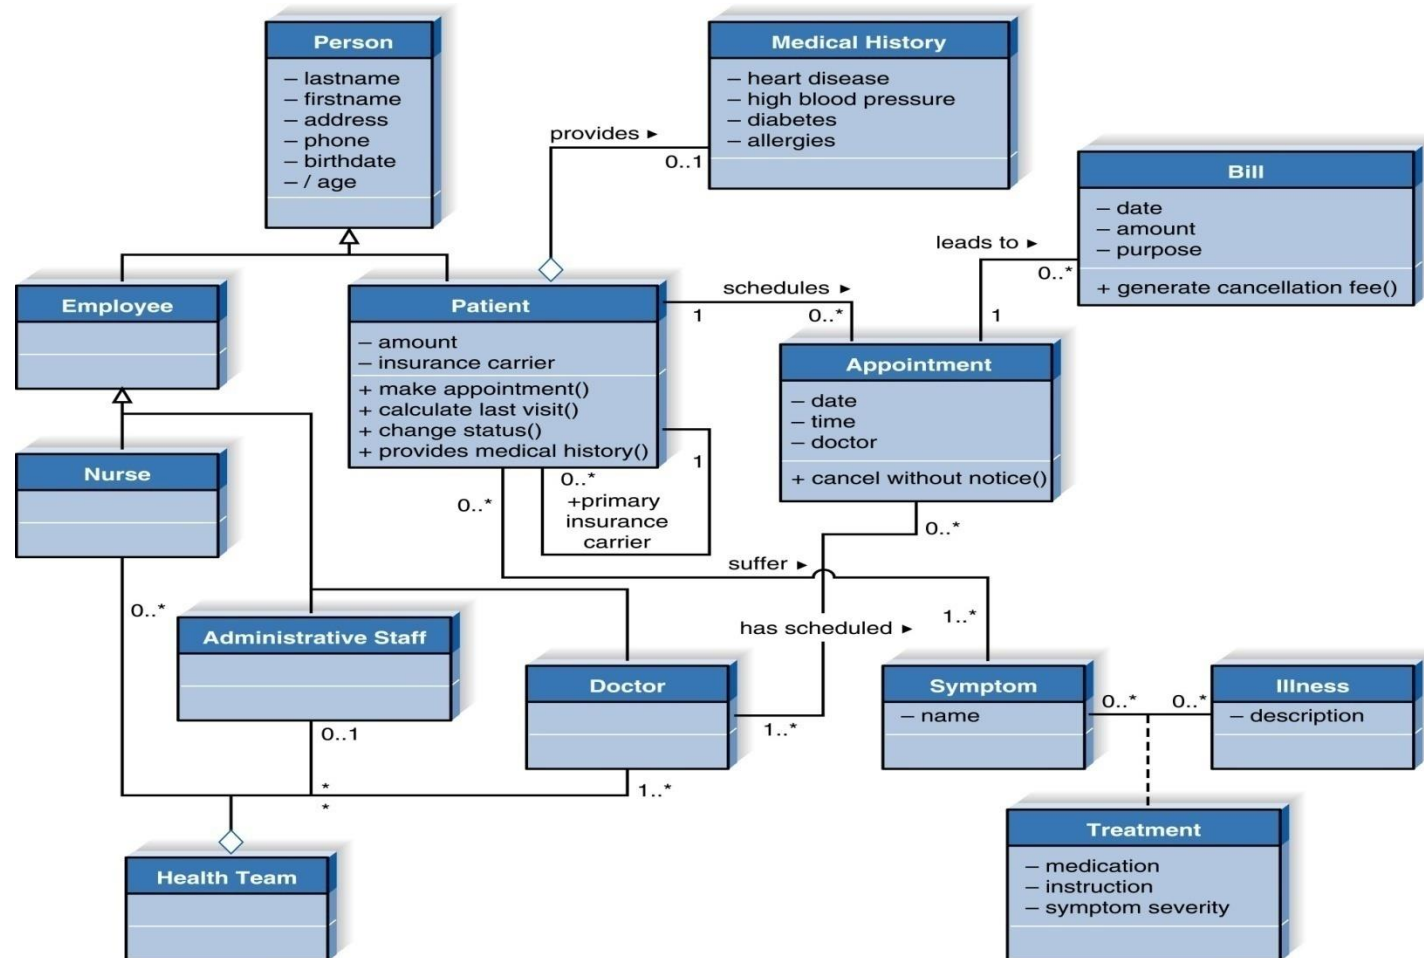 Person
– lastname
– firstname
– address
– phone
– birthdate
– / age
Medical History
– heart disease
– high blood pressure
– diabetes
– allergies
provides ►
0..1
Bill
– date
– amount
– purpose
+ generate cancellation fee()
leads to ►
0..*
1
Employee
Patient
– amount
– insurance carrier
+ make appointment()
+ calculate last visit()
+ change status()
+ provides medical history()
schedules ►
1
0..*
Appointment
– date
– time
– doctor
+ cancel without notice()
Nurse
0..*
0..*
+primary
insurance
carrier
1
0..*
suffer ►
0..*
Administrative Staff
has scheduled ►
1..*
Doctor
Symptom
– name
0..*
0..*
Illness
– description
0..1
1..*
*
*
1..*
Treatment
– medication
– instruction
– symptom severity
Health Team